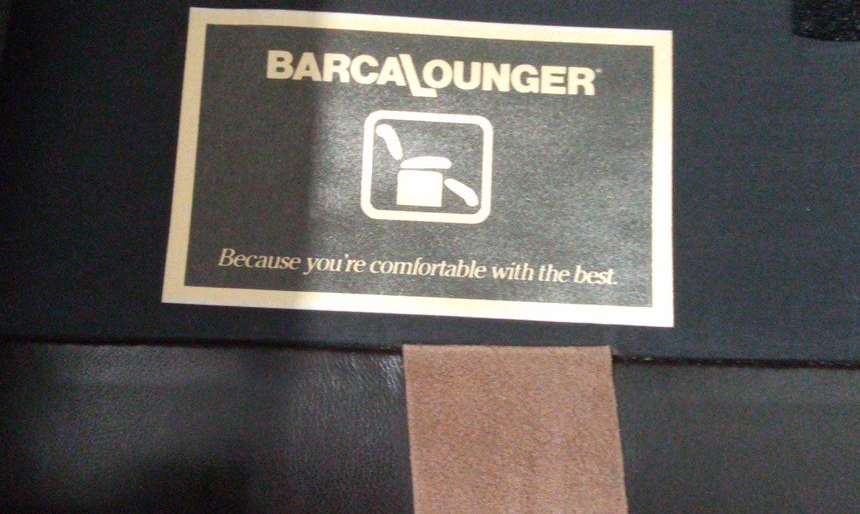 BARCALOUNGER®
Because you're comfortable with the best.